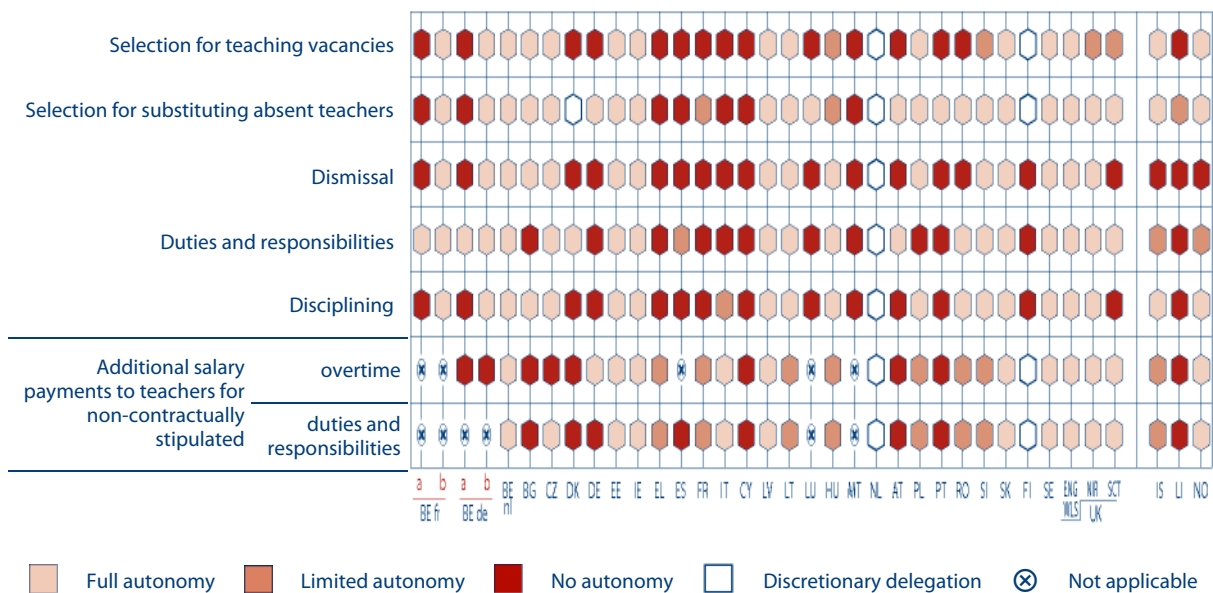 Selection for teaching vacancies
Selection for substituting absent teachers
Dismissal
Duties and responsibilities
Disciplining
Additional salary
payments to teachers for
non-contractually
stipulated
overtime
duties and
responsibilities
a b a b BE BG CZ DK DE EE IE EL ES FR IT CY LV LT LU HU MT NL AT PL PT RO SI SK FI SE ENG NIR SCT IS LI NO
BE fr BE de nl WLS UK
Full autonomy Limited autonomy No autonomy Discretionary delegation Not applicable